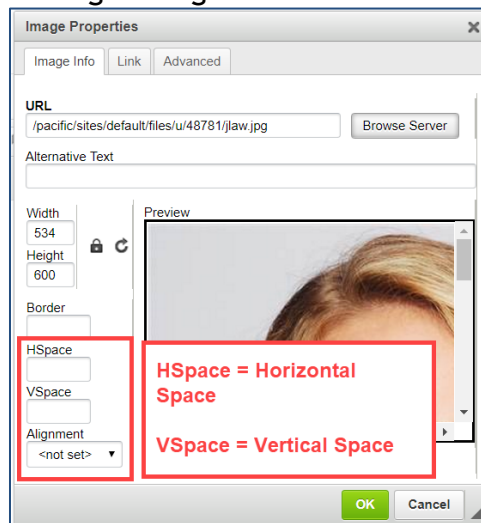 Image Properties
Image Info Link Advanced
URL
/pacific/sites/default/files/u/48781/jlaw.jpg Browse Server
Alternative Text
Width Preview
534
Height
600
Border
HSpace
VSpace
Alignment
<not set>
HSpace = Horizontal
Space
VSpace = Vertical Space
OK Cancel